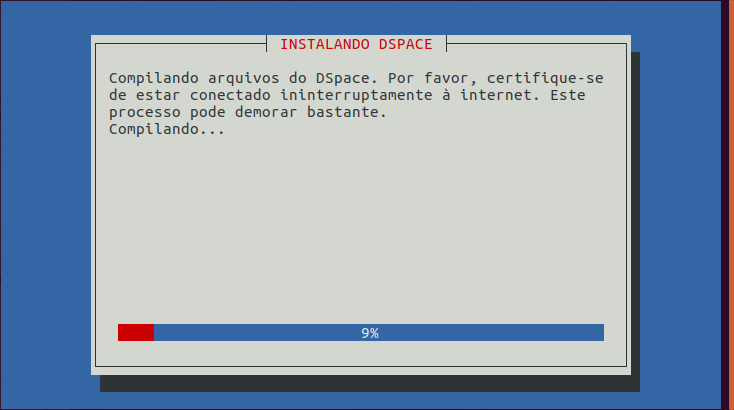 INSTALANDO DSPACE
Compilando arquivos do DSpace. Por favor, certifique-se
de estar conectado ininterruptamente à internet. Este
processo pode demorar bastante.
Compilando...
9%